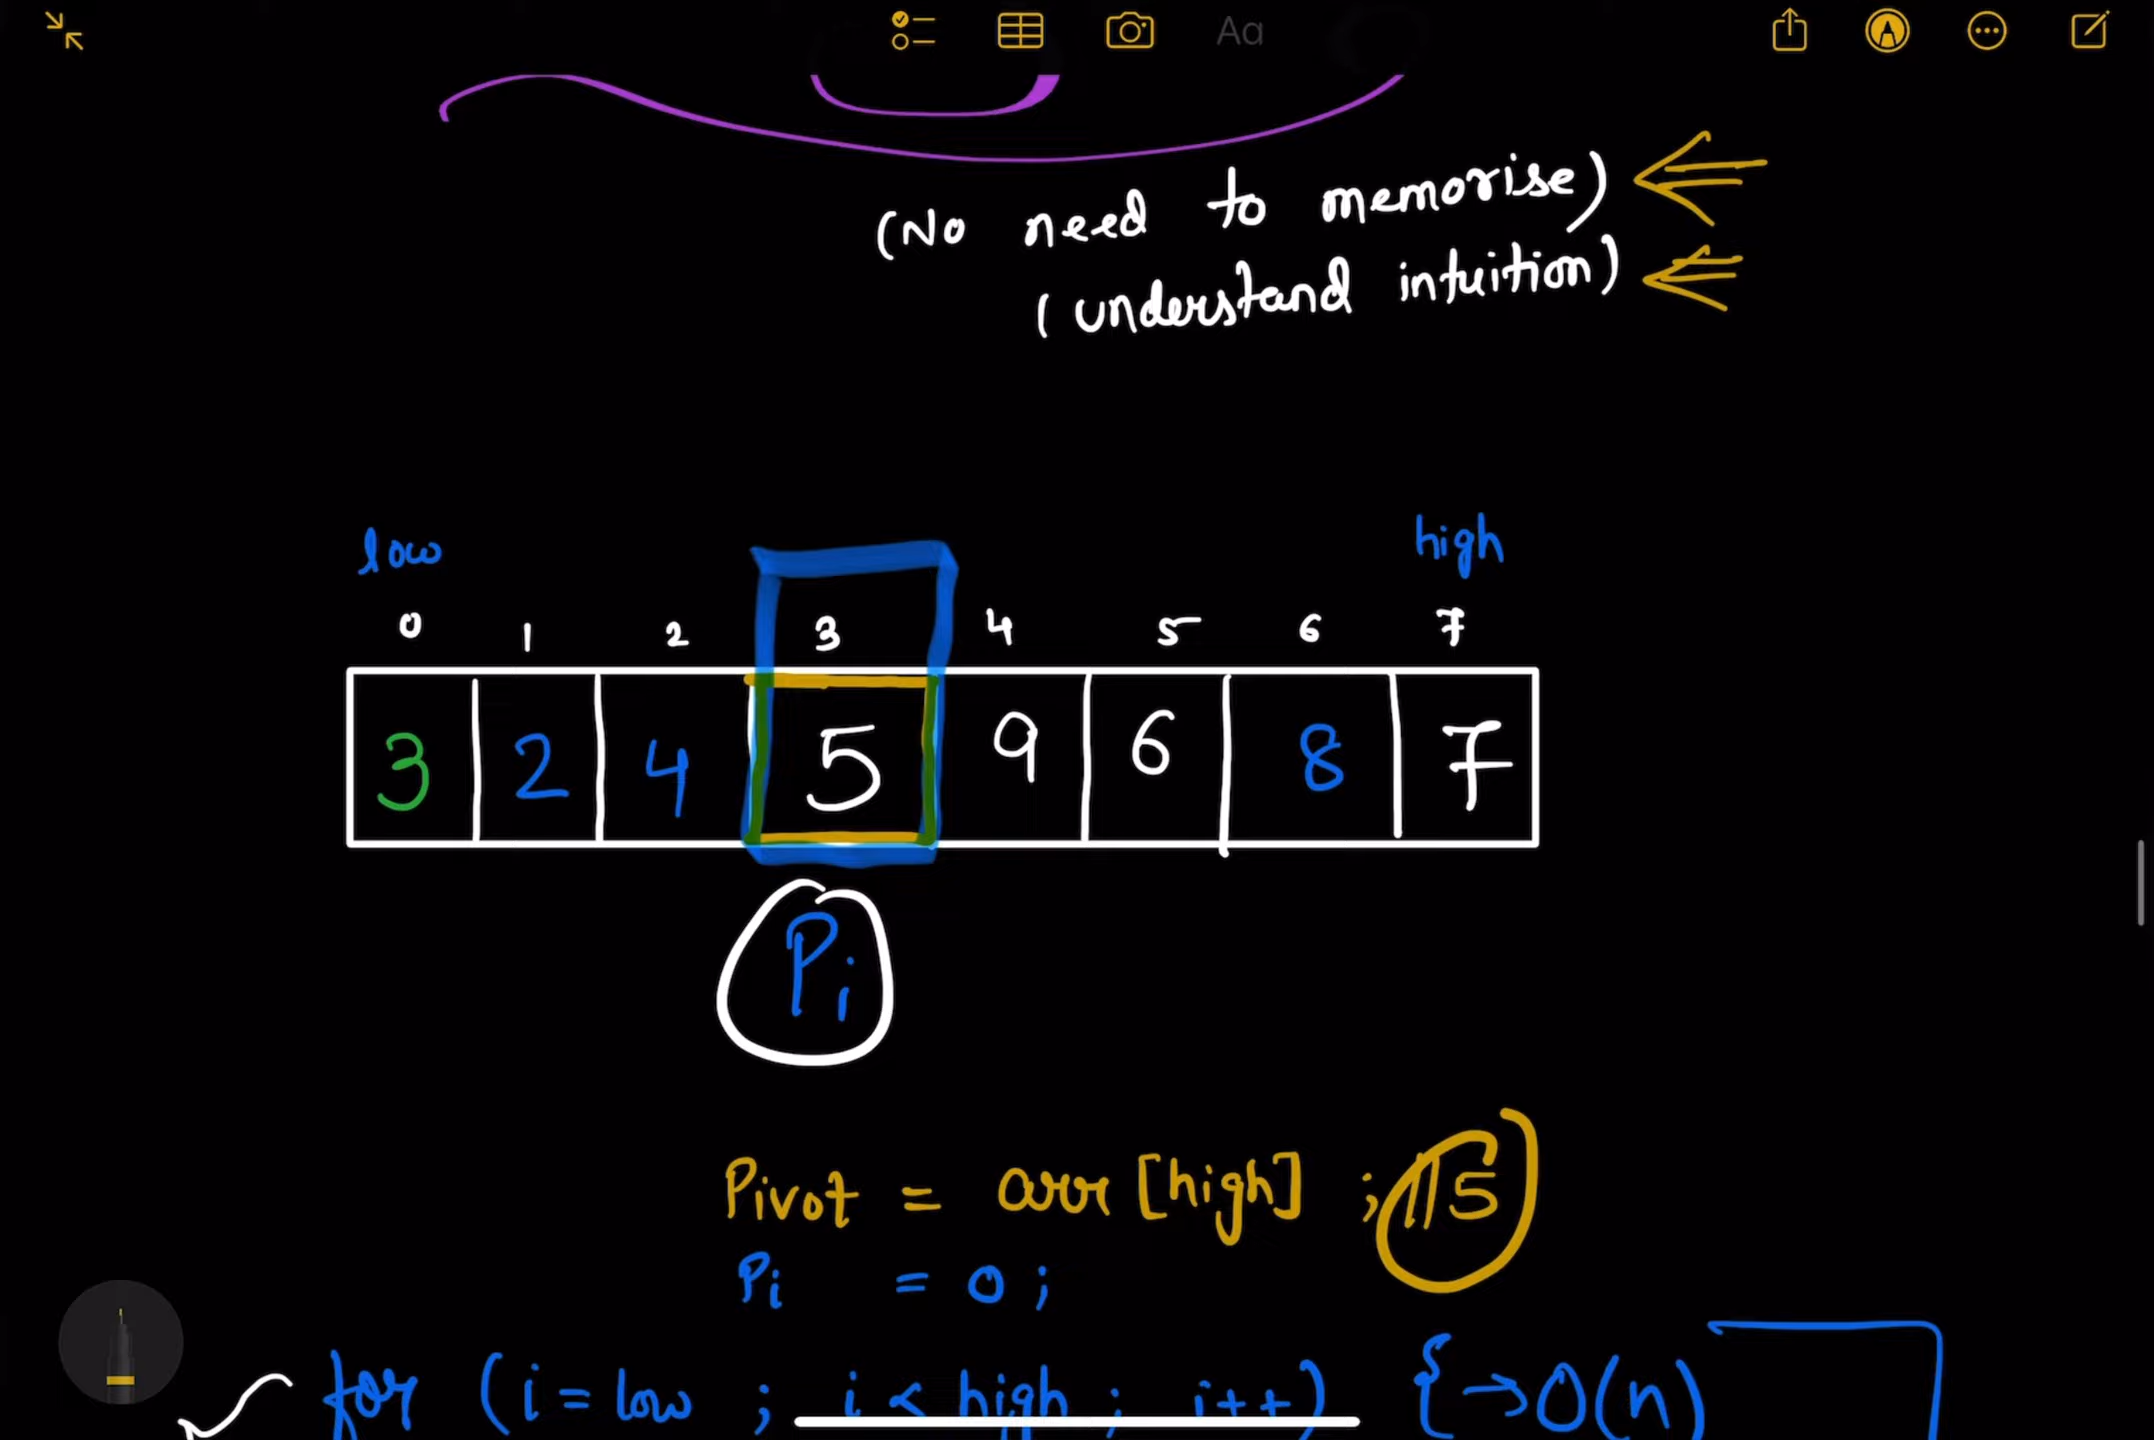 Aa
(No need to memorise)
(understand intuition)
low high
0 1 2 3 4 5 6 7
3 2 4 5 9 6 8 7
Pi
Pivot = arr [high] ; //5
Pi = 0 ;
for (i = low ; i < high ; i++) { → O(n)